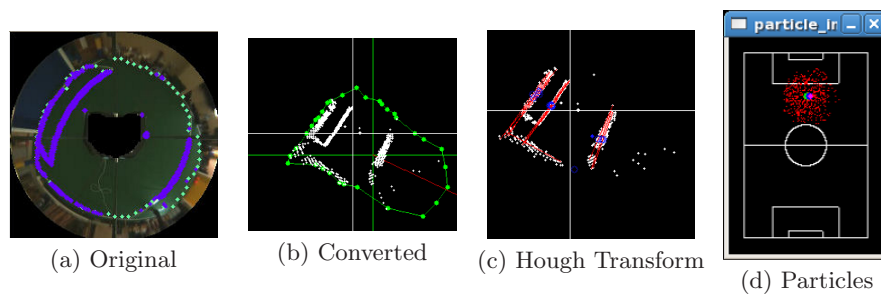 particle_in
(a) Original
(b) Converted
(c) Hough Transform
(d) Particles